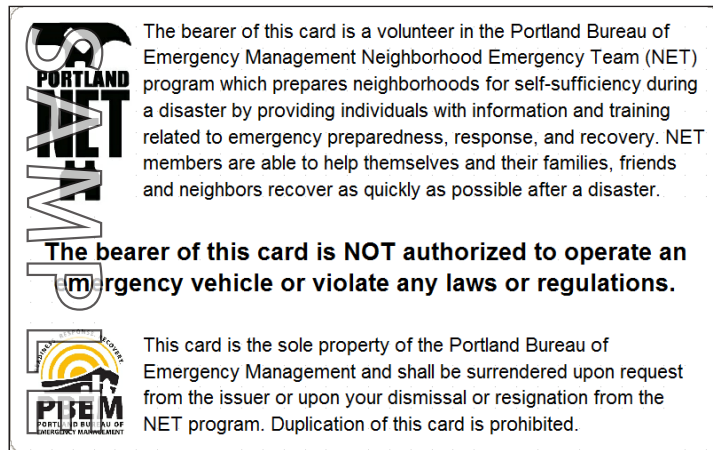 The bearer of this card is a volunteer in the Portland Bureau of
Emergency Management Neighborhood Emergency Team (NET)
program which prepares neighborhoods for self-sufficiency during
a disaster by providing individuals with information and training
related to emergency preparedness, response, and recovery. NET
members are able to help themselves and their families, friends
and neighbors recover as quickly as possible after a disaster.
PORTLAND
NET
SAMPLE
The bearer of this card is NOT authorized to operate an
emergency vehicle or violate any laws or regulations.
READINESS RESPONSE RECOVERY
PBEM
PORTLAND BUREAU OF
EMERGENCY MANAGEMENT
This card is the sole property of the Portland Bureau of
Emergency Management and shall be surrendered upon request
from the issuer or upon your dismissal or resignation from the
NET program. Duplication of this card is prohibited.